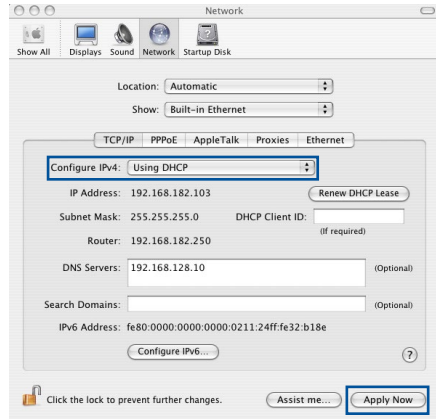 Network
Show All Displays Sound Network Startup Disk
Location: Automatic
Show: Built-in Ethernet
TCP/IP PPPoE AppleTalk Proxies Ethernet
Configure IPv4: Using DHCP
IP Address: 192.168.182.103 Renew DHCP Lease
Subnet Mask: 255.255.255.0 DHCP Client ID:
(If required)
Router: 192.168.182.250
DNS Servers: 192.168.128.10 (Optional)
Search Domains: (Optional)
IPv6 Address: fe80:0000:0000:0000:0211:24ff:fe32:b18e
Configure IPv6... ?
Click the lock to prevent further changes. Assist me... Apply Now